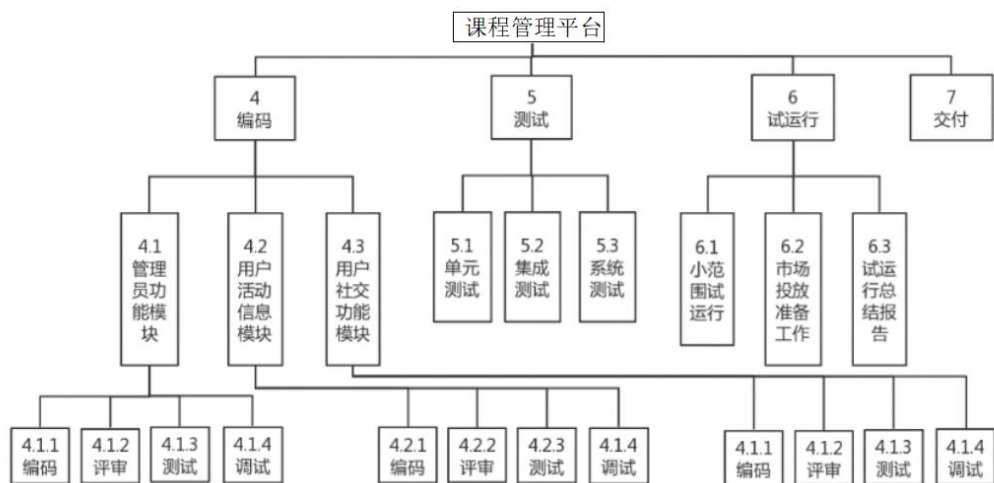 课程管理平台
4
编码
5
测试
6
试运行
7
交付
4.1
管理
员功
能模
块
4.2
用户
活动
信息
模块
4.3
用户
社交
功能
模块
5.1
单元
测试
5.2
集成
测试
5.3
系统
测试
6.1
小范
围试
运行
6.2
市场
投放
准备
工作
6.3
试运
行总
结报
告
4.1.1
编码
4.1.2
评审
4.1.3
测试
4.1.4
调试
4.2.1
编码
4.2.2
评审
4.2.3
测试
4.1.4
调试
4.1.1
编码
4.1.2
评审
4.1.3
测试
4.1.4
调试